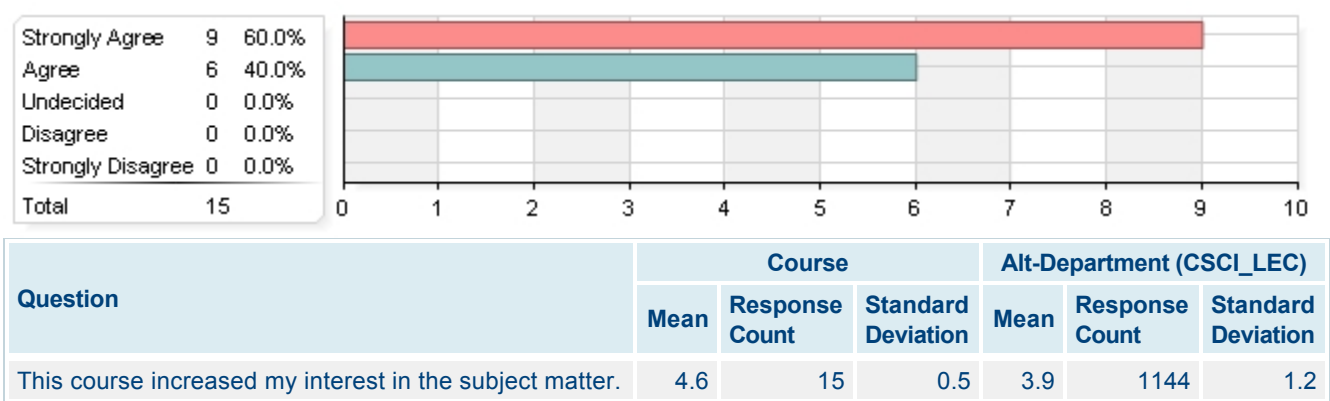 Strongly Agree 9 60.0%
Agree 6 40.0%
Undecided 0 0.0%
Disagree 0 0.0%
Strongly Disagree 0 0.0%
Total 15
0 1 2 3 4 5 6 7 8 9 10
Course Alt-Department (CSCI_LEC)
Question Mean Response Count Standard Deviation Mean Response Count Standard Deviation
This course increased my interest in the subject matter. 4.6 15 0.5 3.9 1144 1.2